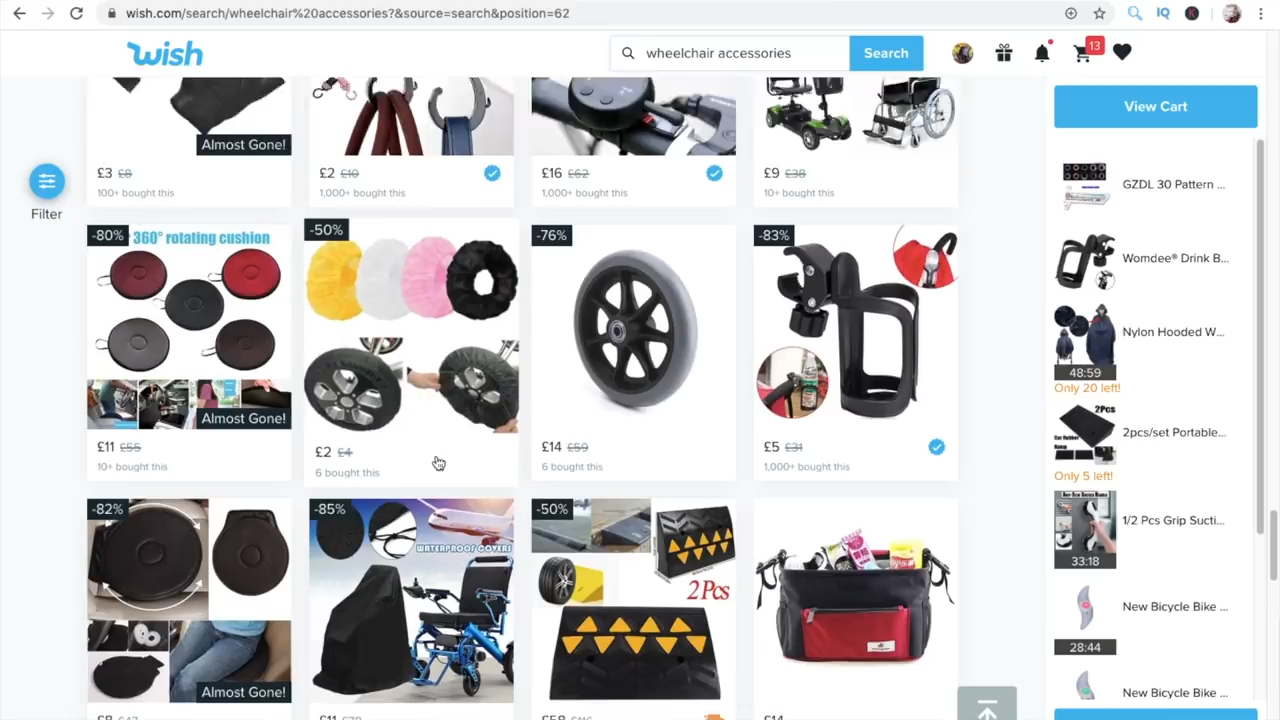 wish.com/search/wheelchair%20accessories?&source=search&position=62
wish
wheelchair accessories
Search
13
View Cart
Filter
Almost Gone!
£3 £8
100+ bought this
£2 £10
1,000+ bought this
£16 £62
1,000+ bought this
£9 £38
10+ bought this
-80%
360° rotating cushion
Almost Gone!
£11 £55
10+ bought this
-50%
£2 £4
6 bought this
-76%
£14 £59
6 bought this
-83%
£5 £31
1,000+ bought this
-82%
Almost Gone!
-85%
WATERPROOF COVERS
-50%
2Pcs
£11
£58
£14
GZDL 30 Pattern ...
Womdee® Drink B...
Nylon Hooded W...
48:59
Only 20 left!
2Pcs
2pcs/set Portable...
Only 5 left!
1/2 Pcs Grip Sucti...
33:18
New Bicycle Bike ...
28:44
New Bicycle Bike ...